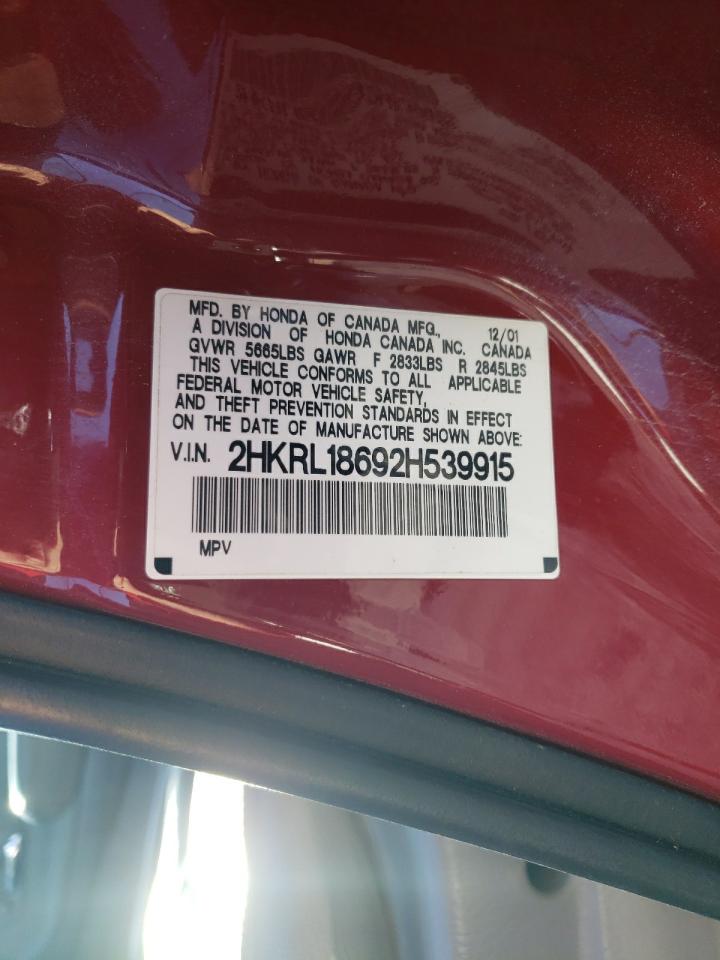 MFD. BY HONDA OF CANADA MFG., 12/01
A DIVISION OF HONDA CANADA INC. CANADA
GVWR 5665LBS GAWR F 2833LBS R 2845LBS
THIS VEHICLE CONFORMS TO ALL APPLICABLE
FEDERAL MOTOR VEHICLE SAFETY,
AND THEFT PREVENTION STANDARDS IN EFFECT
ON THE DATE OF MANUFACTURE SHOWN ABOVE:
V.I.N. 2HKRL18692H539915
MPV